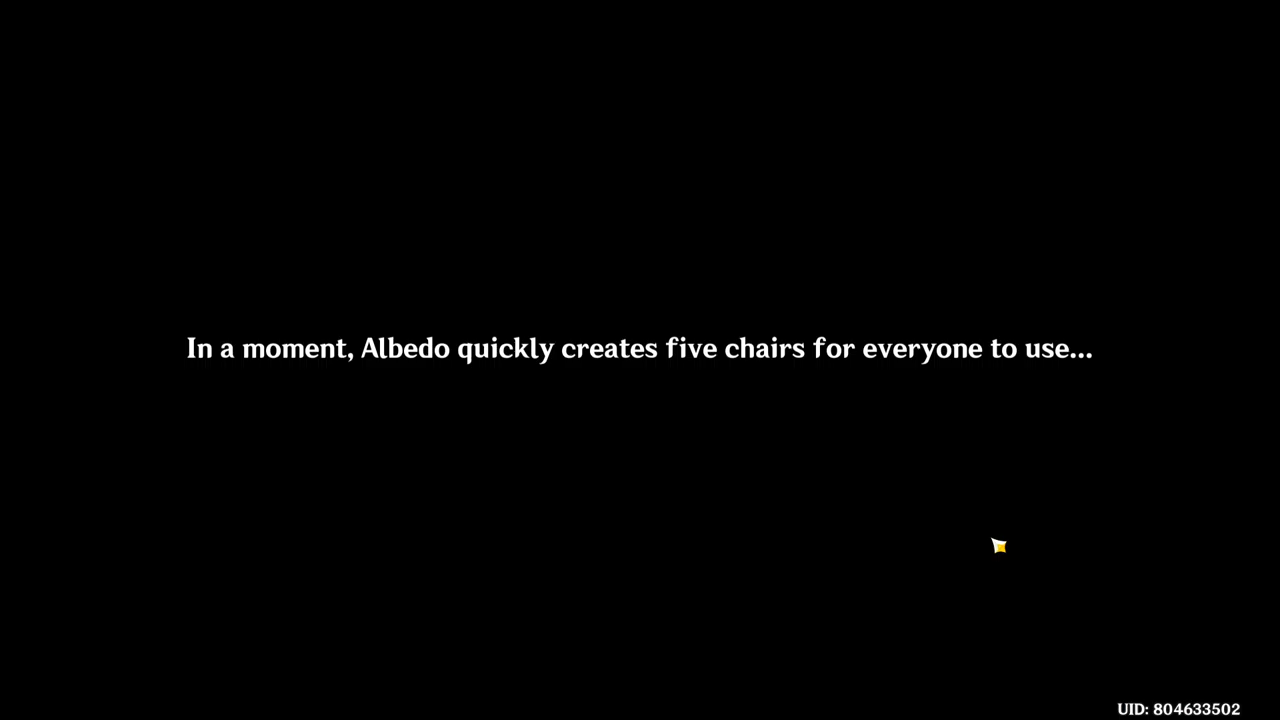 In a moment, Albedo quickly creates five chairs for everyone to use...
UID: 804633502